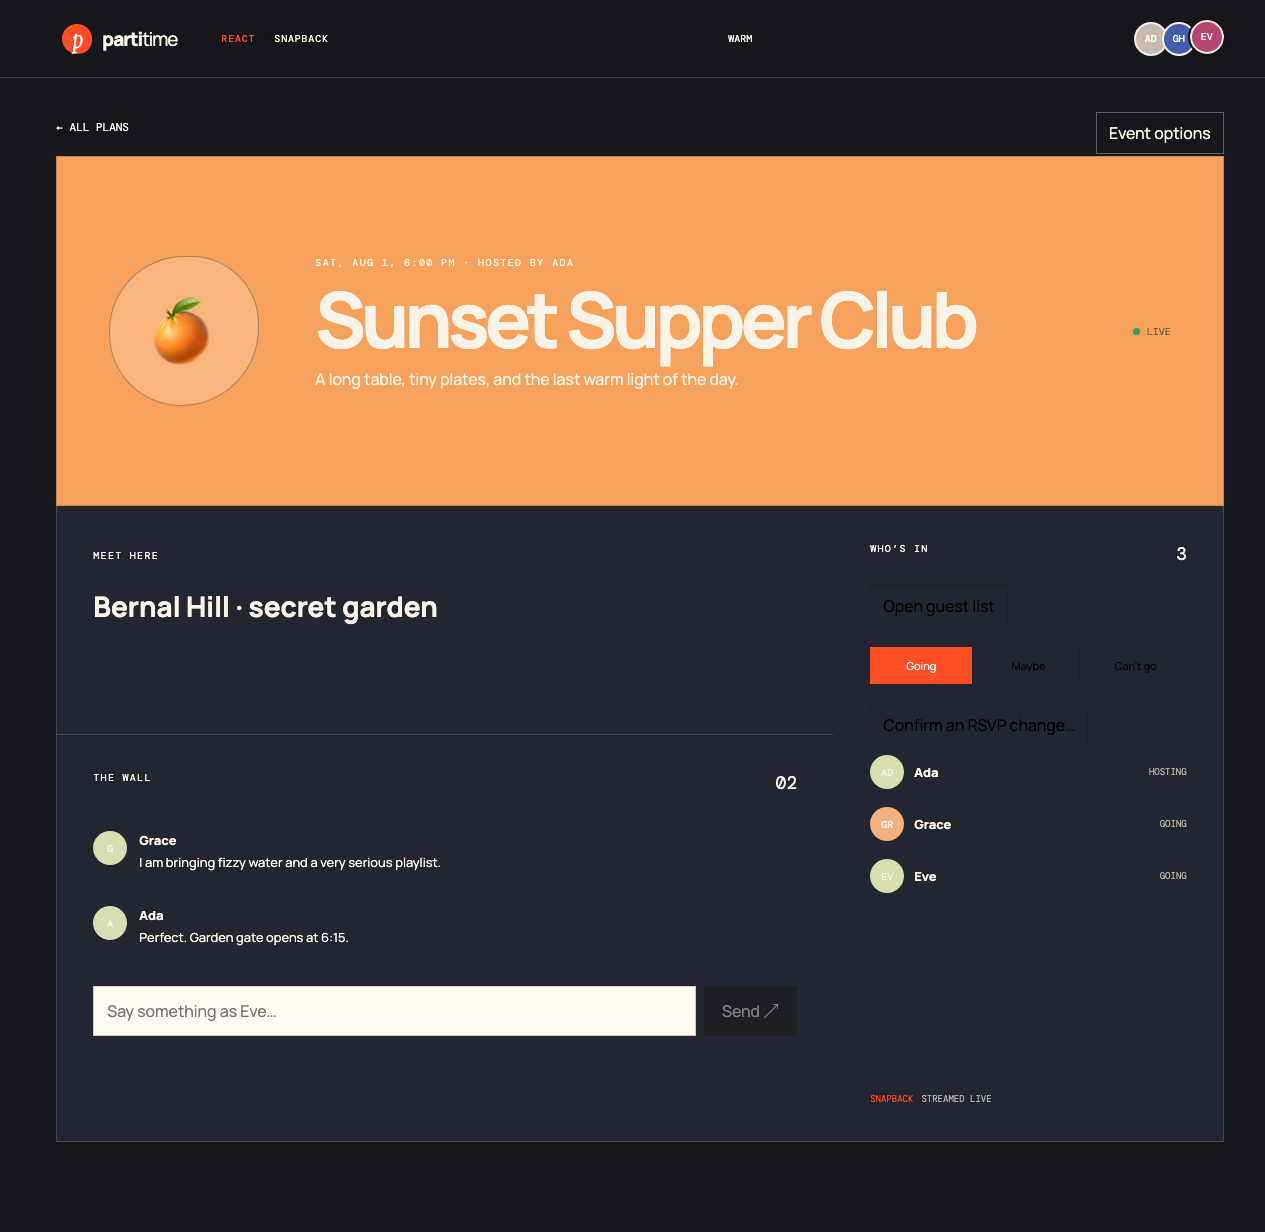 p partitime REACT SNAPBACK WARM AD GH EV
← ALL PLANS
Event options
SAT, AUG 1, 6:00 PM · HOSTED BY ADA
Sunset Supper Club
A long table, tiny plates, and the last warm light of the day.
LIVE
MEET HERE
Bernal Hill · secret garden
THE WALL 02
G Grace
I am bringing fizzy water and a very serious playlist.
A Ada
Perfect. Garden gate opens at 6:15.
Say something as Eve… Send ↗
WHO'S IN 3
Open guest list
Going Maybe Can't go
Confirm an RSVP change…
AD Ada HOSTING
GR Grace GOING
EV Eve GOING
SNAPBACK STREAMED LIVE